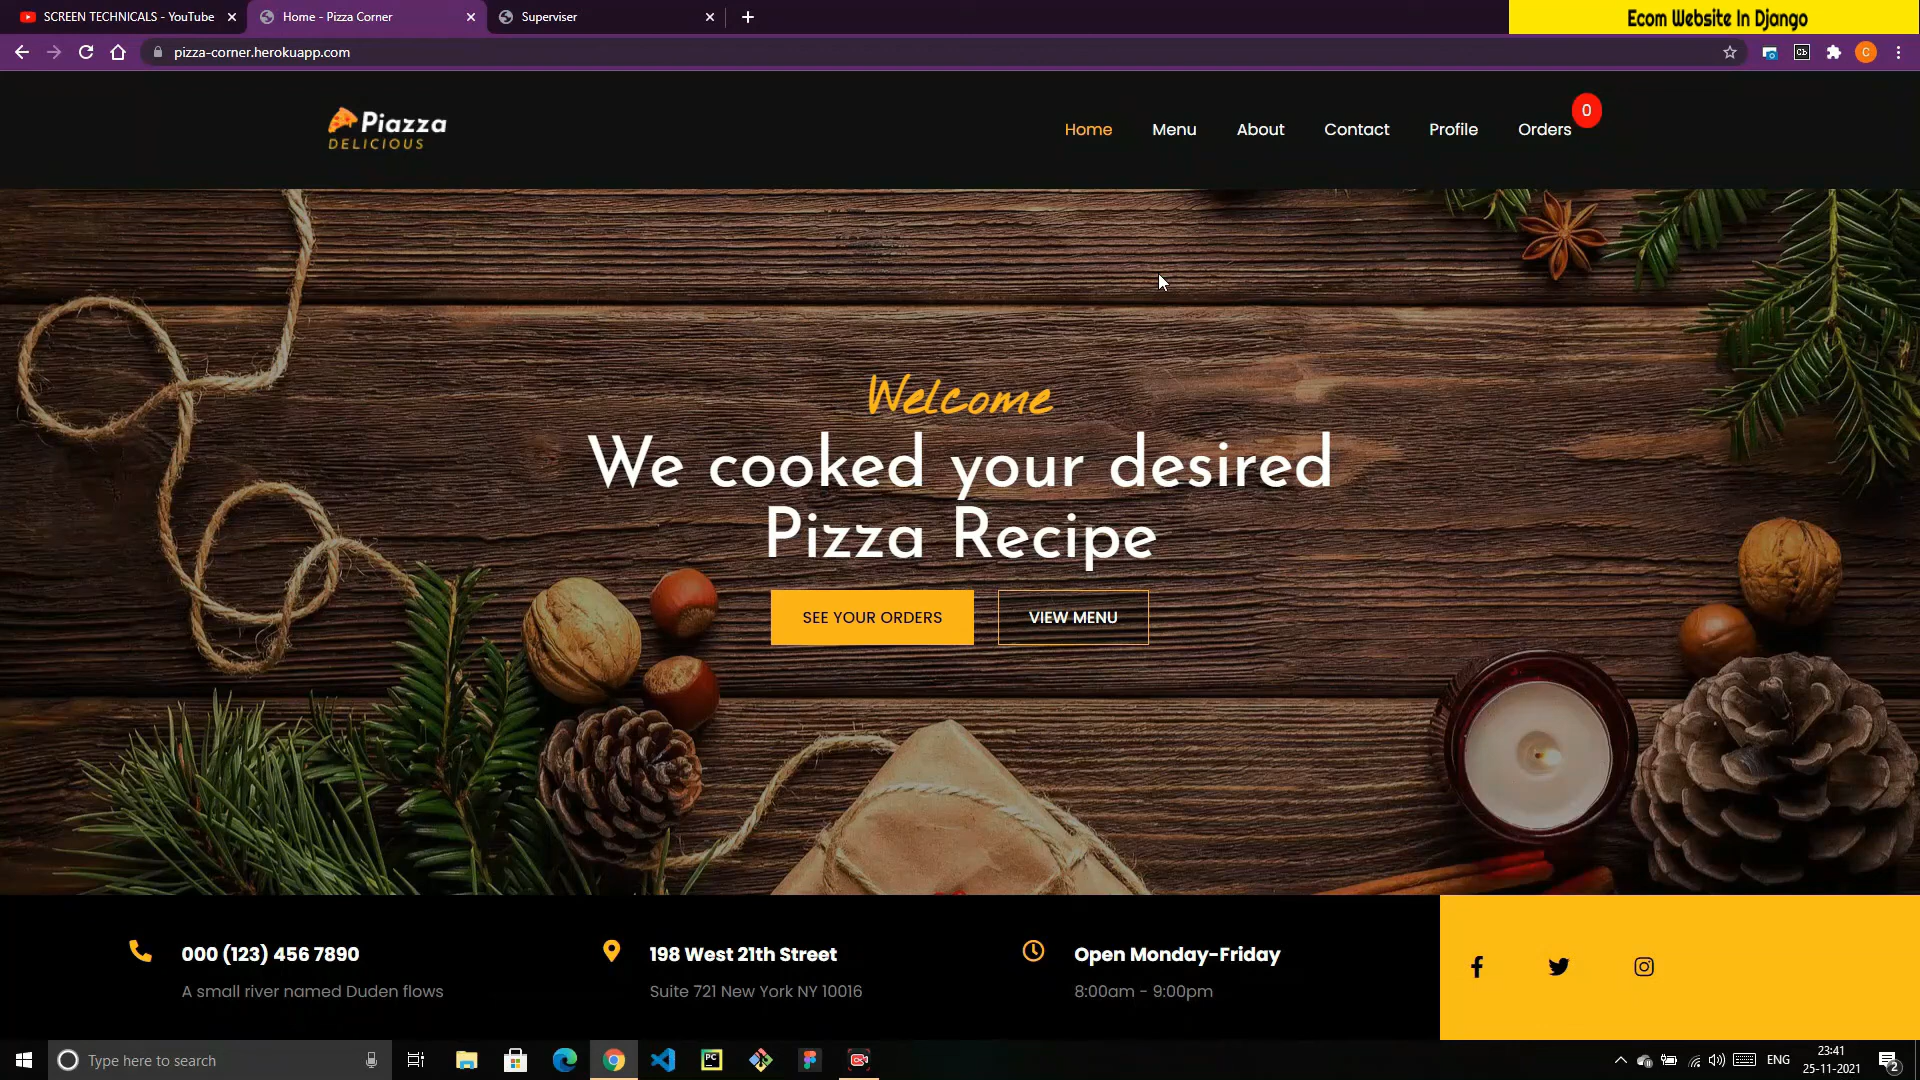 SCREEN TECHNICALS - YouTube
Home - Pizza Corner
Superviser
Ecom Website In Django
pizza-corner.herokuapp.com
Cb
C
Piazza
DELICIOUS
Home
Menu
About
Contact
Profile
Orders
0
Welcome
We cooked your desired
Pizza Recipe
SEE YOUR ORDERS
VIEW MENU
000 (123) 456 7890
A small river named Duden flows
198 West 21th Street
Suite 721 New York NY 10016
Open Monday-Friday
8:00am - 9:00pm
Type here to search
PC
ENG
23:41
25-11-2021
2